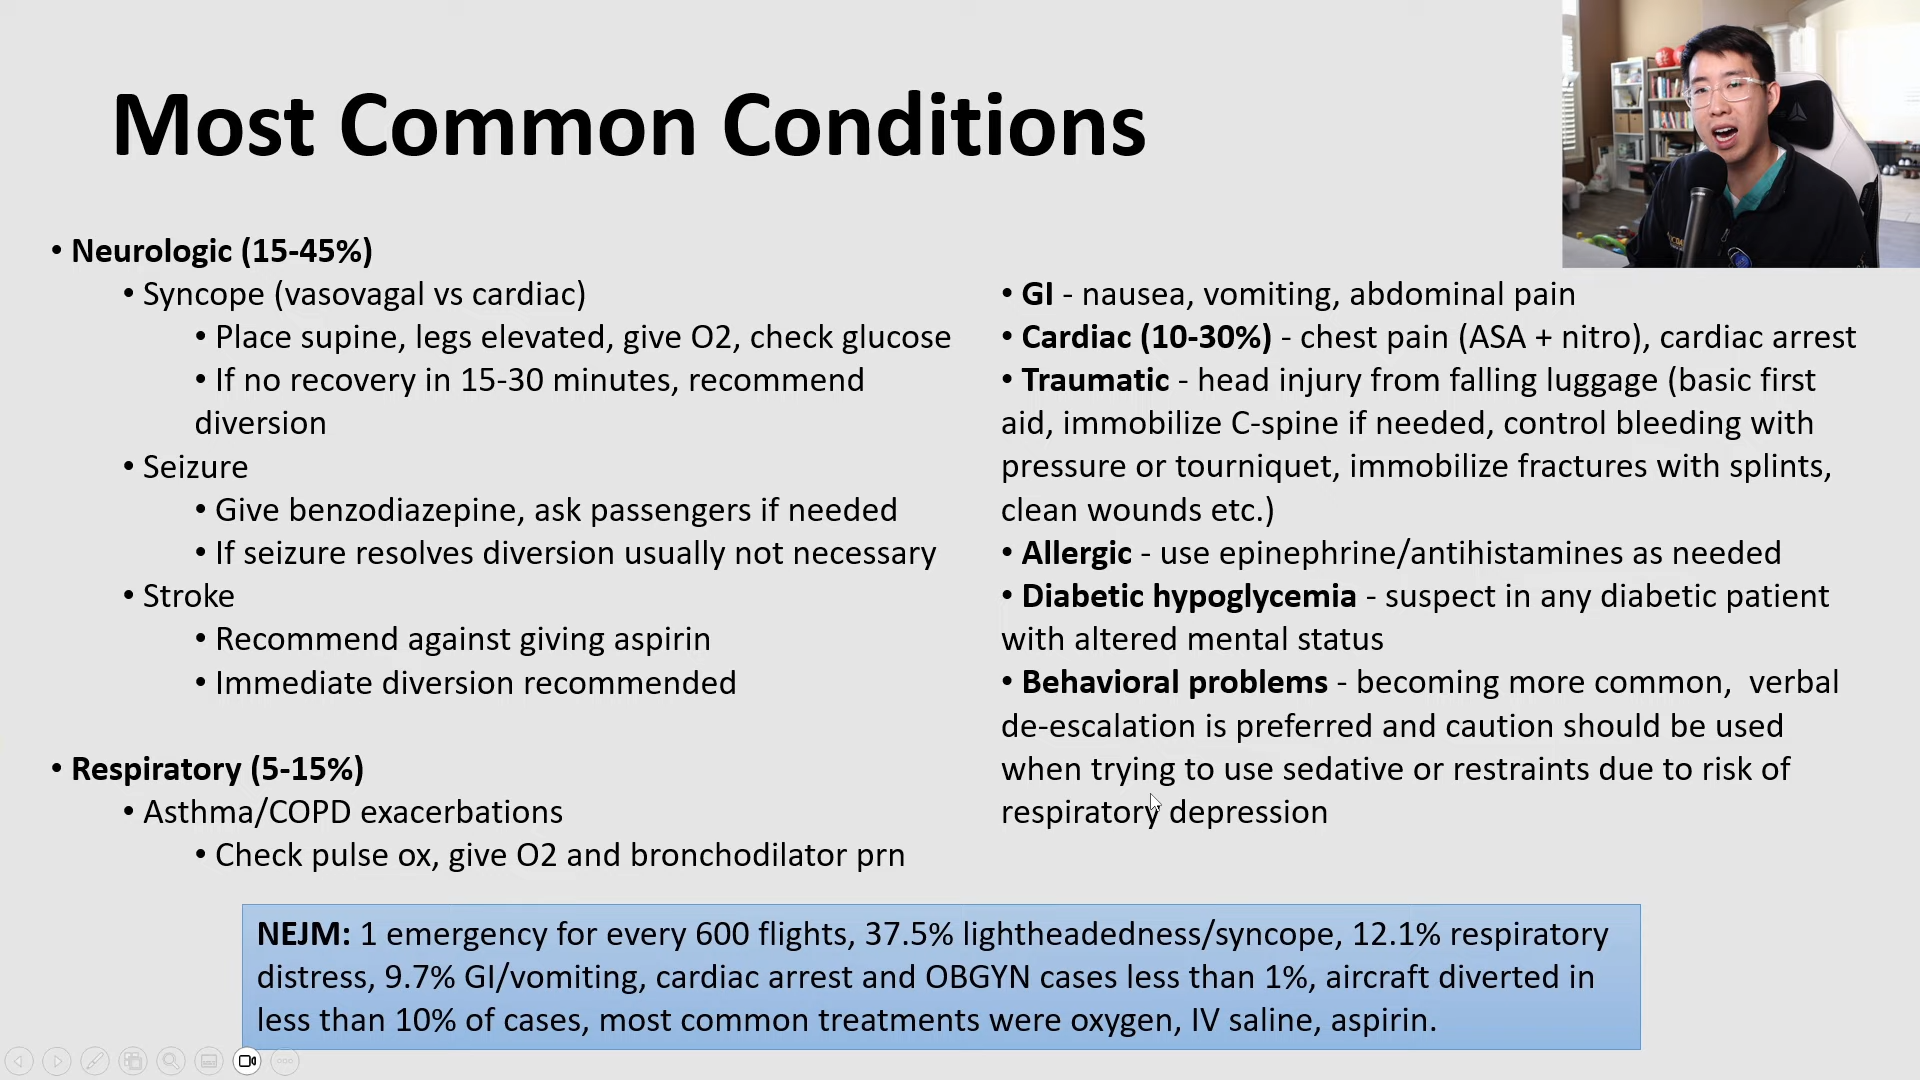 Most Common Conditions
• Neurologic (15-45%)
• Syncope (vasovagal vs cardiac)
• Place supine, legs elevated, give O2, check glucose
• If no recovery in 15-30 minutes, recommend
diversion
• Seizure
• Give benzodiazepine, ask passengers if needed
• If seizure resolves diversion usually not necessary
• Stroke
• Recommend against giving aspirin
• Immediate diversion recommended
• Respiratory (5-15%)
• Asthma/COPD exacerbations
• Check pulse ox, give O2 and bronchodilator prn
• GI - nausea, vomiting, abdominal pain
• Cardiac (10-30%) - chest pain (ASA + nitro), cardiac arrest
• Traumatic - head injury from falling luggage (basic first
aid, immobilize C-spine if needed, control bleeding with
pressure or tourniquet, immobilize fractures with splints,
clean wounds etc.)
• Allergic - use epinephrine/antihistamines as needed
• Diabetic hypoglycemia - suspect in any diabetic patient
with altered mental status
• Behavioral problems - becoming more common,  verbal
de-escalation is preferred and caution should be used
when trying to use sedative or restraints due to risk of
respiratory depression
NEJM: 1 emergency for every 600 flights, 37.5% lightheadedness/syncope, 12.1% respiratory
distress, 9.7% GI/vomiting, cardiac arrest and OBGYN cases less than 1%, aircraft diverted in
less than 10% of cases, most common treatments were oxygen, IV saline, aspirin.